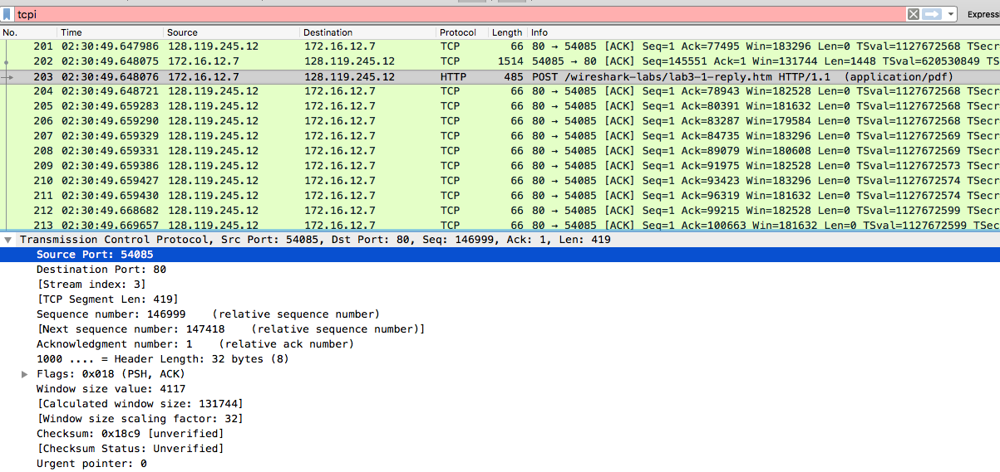 tcpi
Expressi
No. Time Source Destination Protocol Length Info
201 02:30:49.647986 128.119.245.12 172.16.12.7 TCP 66 80 → 54085 [ACK] Seq=1 Ack=77495 Win=183296 Len=0 TSval=1127672568 TSecr
202 02:30:49.648075 172.16.12.7 128.119.245.12 TCP 1514 54085 → 80 [ACK] Seq=145551 Ack=1 Win=131744 Len=1448 TSval=620530849 TSec
203 02:30:49.648076 172.16.12.7 128.119.245.12 HTTP 485 POST /wireshark-labs/lab3-1-reply.htm HTTP/1.1 (application/pdf)
204 02:30:49.648721 128.119.245.12 172.16.12.7 TCP 66 80 → 54085 [ACK] Seq=1 Ack=78943 Win=182528 Len=0 TSval=1127672568 TSecr
205 02:30:49.659283 128.119.245.12 172.16.12.7 TCP 66 80 → 54085 [ACK] Seq=1 Ack=80391 Win=181632 Len=0 TSval=1127672568 TSecr
206 02:30:49.659290 128.119.245.12 172.16.12.7 TCP 66 80 → 54085 [ACK] Seq=1 Ack=83287 Win=179584 Len=0 TSval=1127672568 TSecr
207 02:30:49.659329 128.119.245.12 172.16.12.7 TCP 66 80 → 54085 [ACK] Seq=1 Ack=84735 Win=183296 Len=0 TSval=1127672569 TSecr
208 02:30:49.659331 128.119.245.12 172.16.12.7 TCP 66 80 → 54085 [ACK] Seq=1 Ack=89079 Win=180608 Len=0 TSval=1127672569 TSecr
209 02:30:49.659386 128.119.245.12 172.16.12.7 TCP 66 80 → 54085 [ACK] Seq=1 Ack=91975 Win=182528 Len=0 TSval=1127672573 TSecr
210 02:30:49.659427 128.119.245.12 172.16.12.7 TCP 66 80 → 54085 [ACK] Seq=1 Ack=93423 Win=183296 Len=0 TSval=1127672574 TSecr
211 02:30:49.659430 128.119.245.12 172.16.12.7 TCP 66 80 → 54085 [ACK] Seq=1 Ack=96319 Win=181632 Len=0 TSval=1127672574 TSecr
212 02:30:49.668682 128.119.245.12 172.16.12.7 TCP 66 80 → 54085 [ACK] Seq=1 Ack=99215 Win=182528 Len=0 TSval=1127672599 TSecr
213 02:30:49.669657 128.119.245.12 172.16.12.7 TCP 66 80 → 54085 [ACK] Seq=1 Ack=100663 Win=181632 Len=0 TSval=1127672599 TSec
Transmission Control Protocol, Src Port: 54085, Dst Port: 80, Seq: 146999, Ack: 1, Len: 419
Source Port: 54085
Destination Port: 80
[Stream index: 3]
[TCP Segment Len: 419]
Sequence number: 146999 (relative sequence number)
[Next sequence number: 147418 (relative sequence number)]
Acknowledgment number: 1 (relative ack number)
1000 .... = Header Length: 32 bytes (8)
Flags: 0x018 (PSH, ACK)
Window size value: 4117
[Calculated window size: 131744]
[Window size scaling factor: 32]
Checksum: 0x18c9 [unverified]
[Checksum Status: Unverified]
Urgent pointer: 0